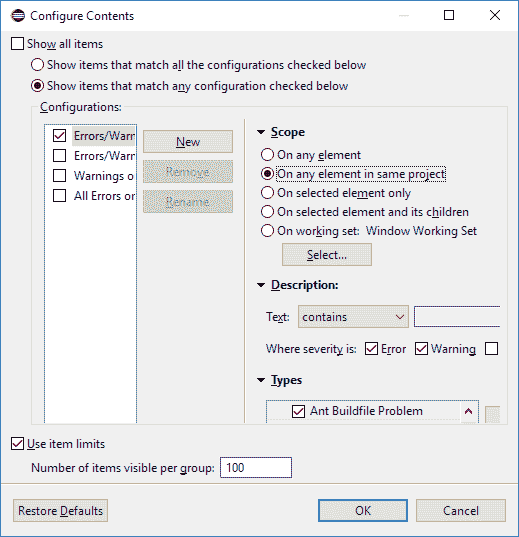 Configure Contents
Show all items
Show items that match all the configurations checked below
Show items that match any configuration checked below
Configurations:
Errors/Warn
Errors/Warn
Warnings o
All Errors or
New
Remove
Rename
Scope
On any element
On any element in same project
On selected element only
On selected element and its children
On working set: Window Working Set
Select...
Description:
Text: contains
Where severity is: Error Warning
Types
Ant Buildfile Problem
Use item limits
Number of items visible per group: 100
Restore Defaults OK Cancel